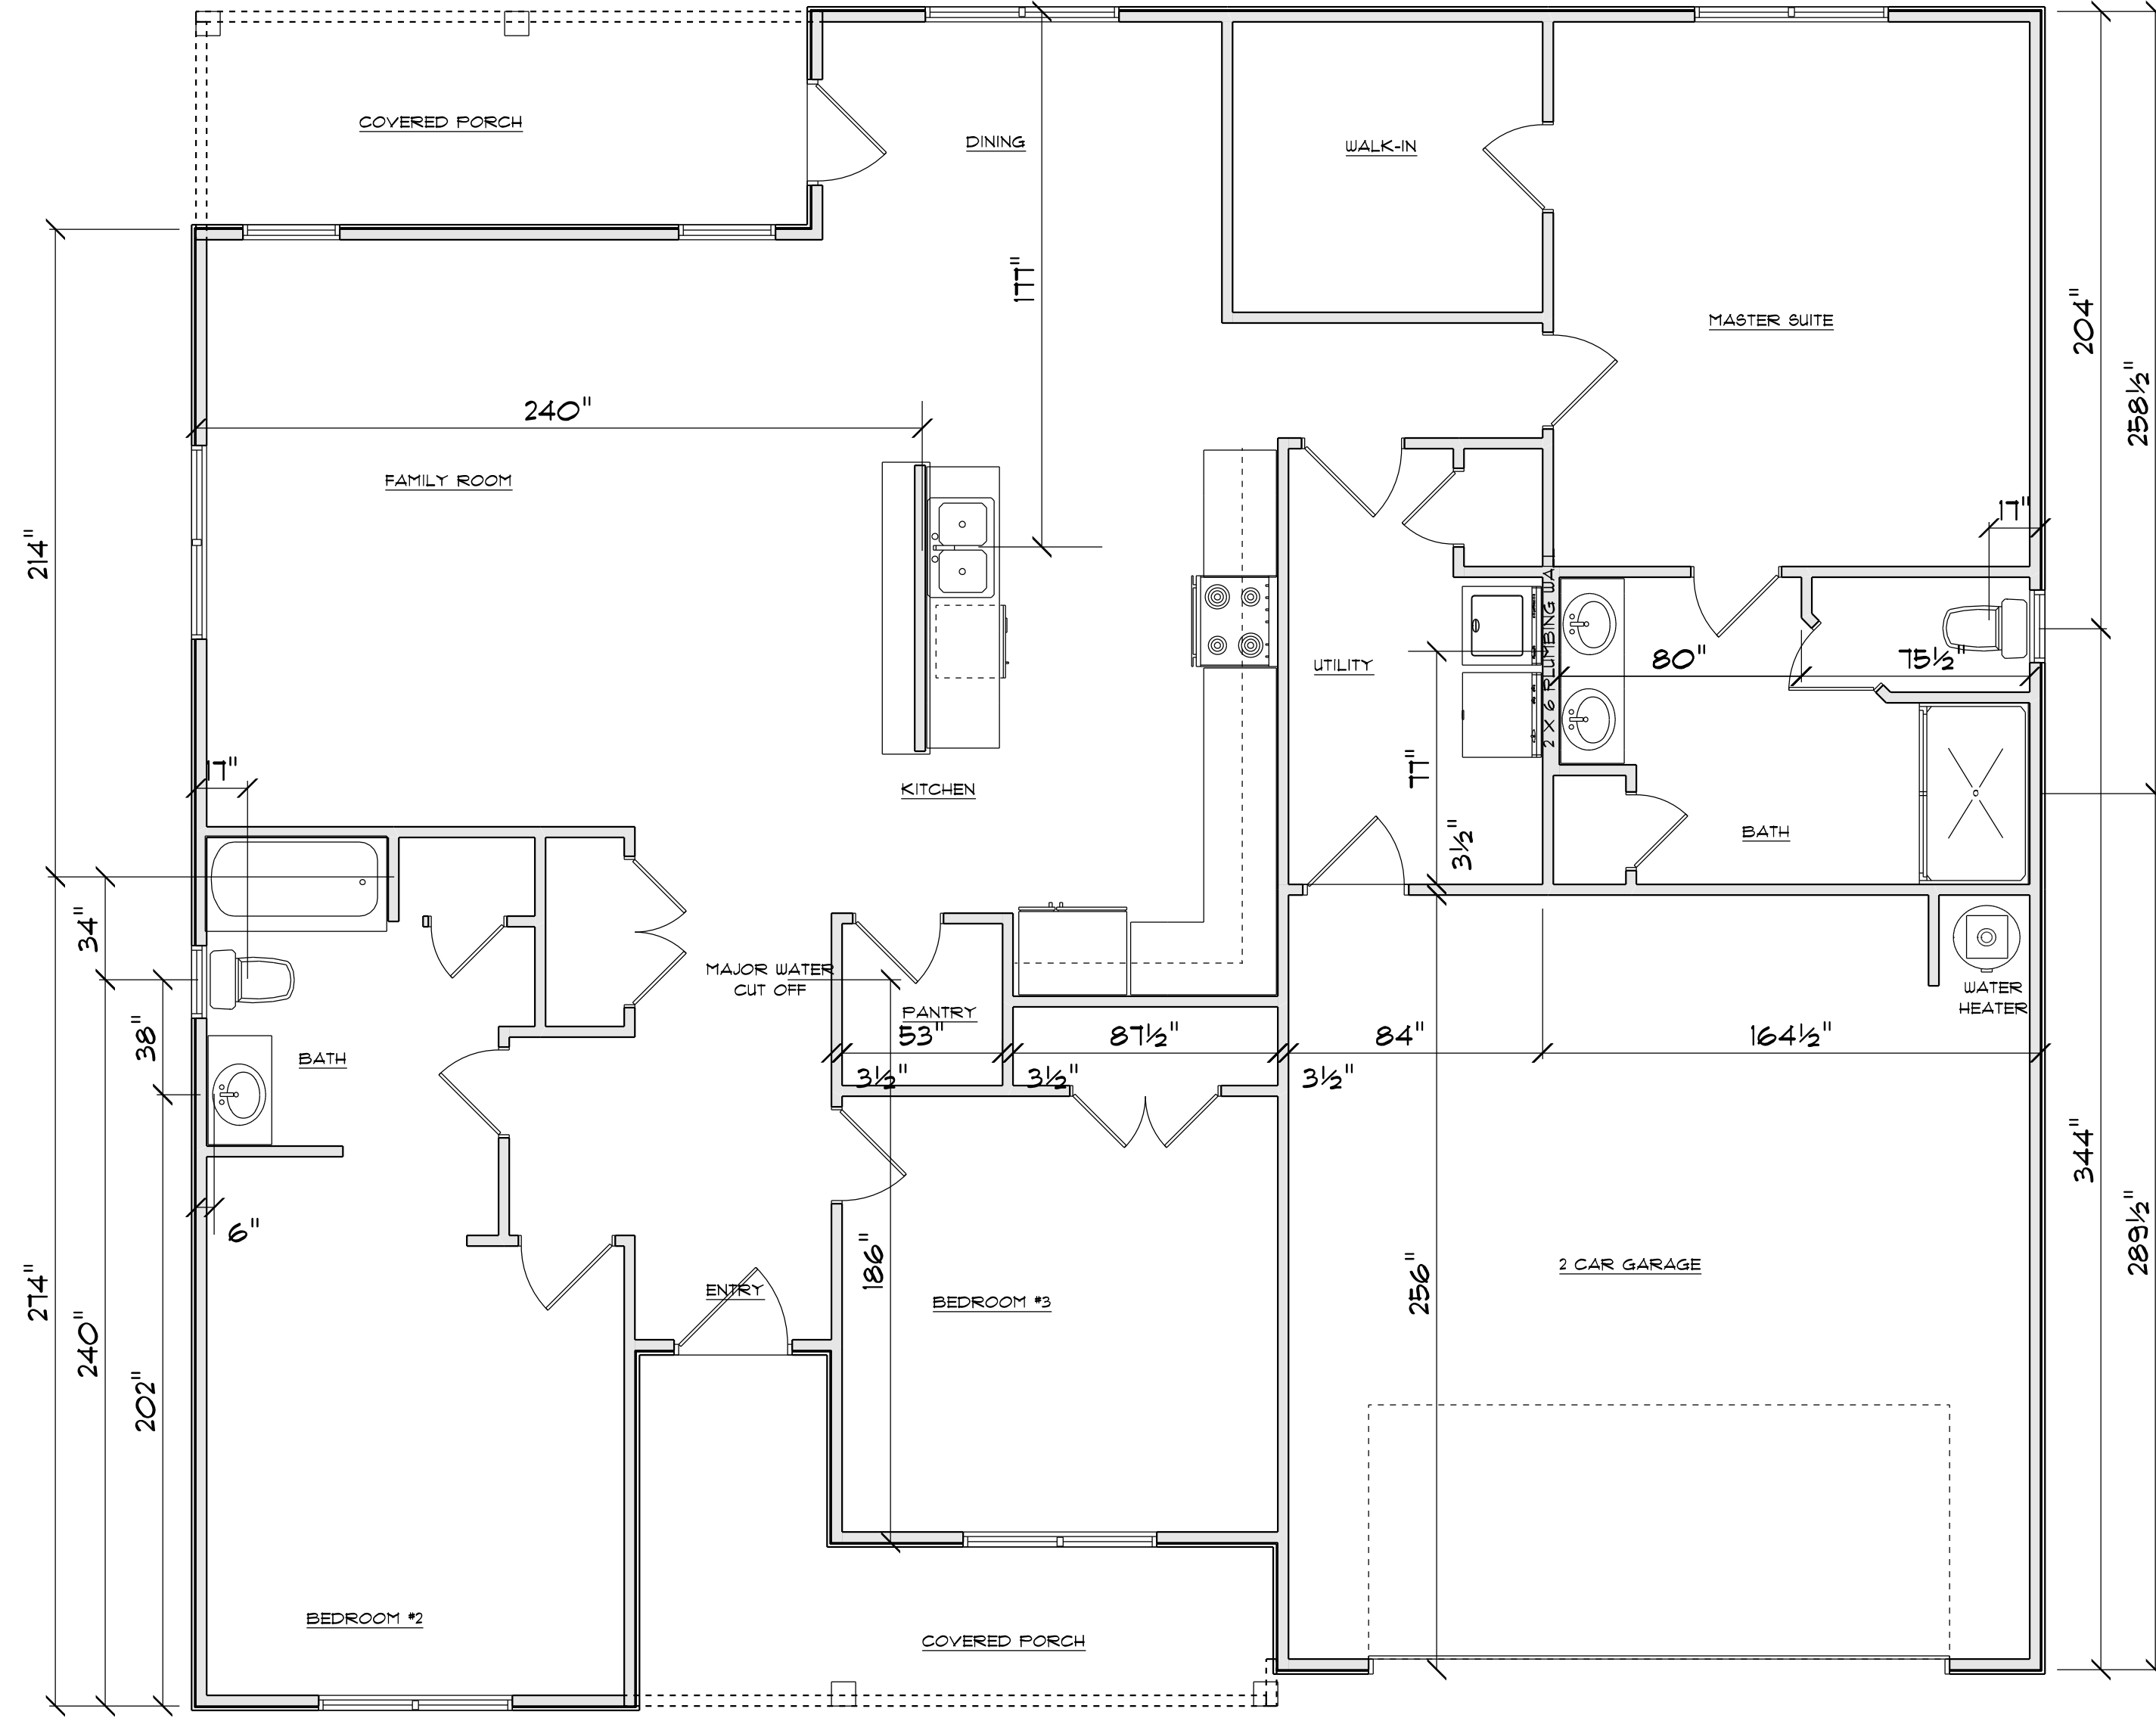 COVERED PORCH
DINING
WALK-IN
177"
204"
MASTER SUITE
258½"
240"
FAMILY ROOM
17"
214"
2 X 6 PLUMBING WA
80"
75½"
UTILITY
17"
77"
KITCHEN
3½"
BATH
34"
MAJOR WATER
CUT OFF
PANTRY
WATER
HEATER
38"
BATH
53"
87½"
84"
164½"
3½"
3½"
3½"
344"
289½"
6"
186"
256"
2 CAR GARAGE
274"
ENTRY
BEDROOM #3
240"
202"
BEDROOM #2
COVERED PORCH